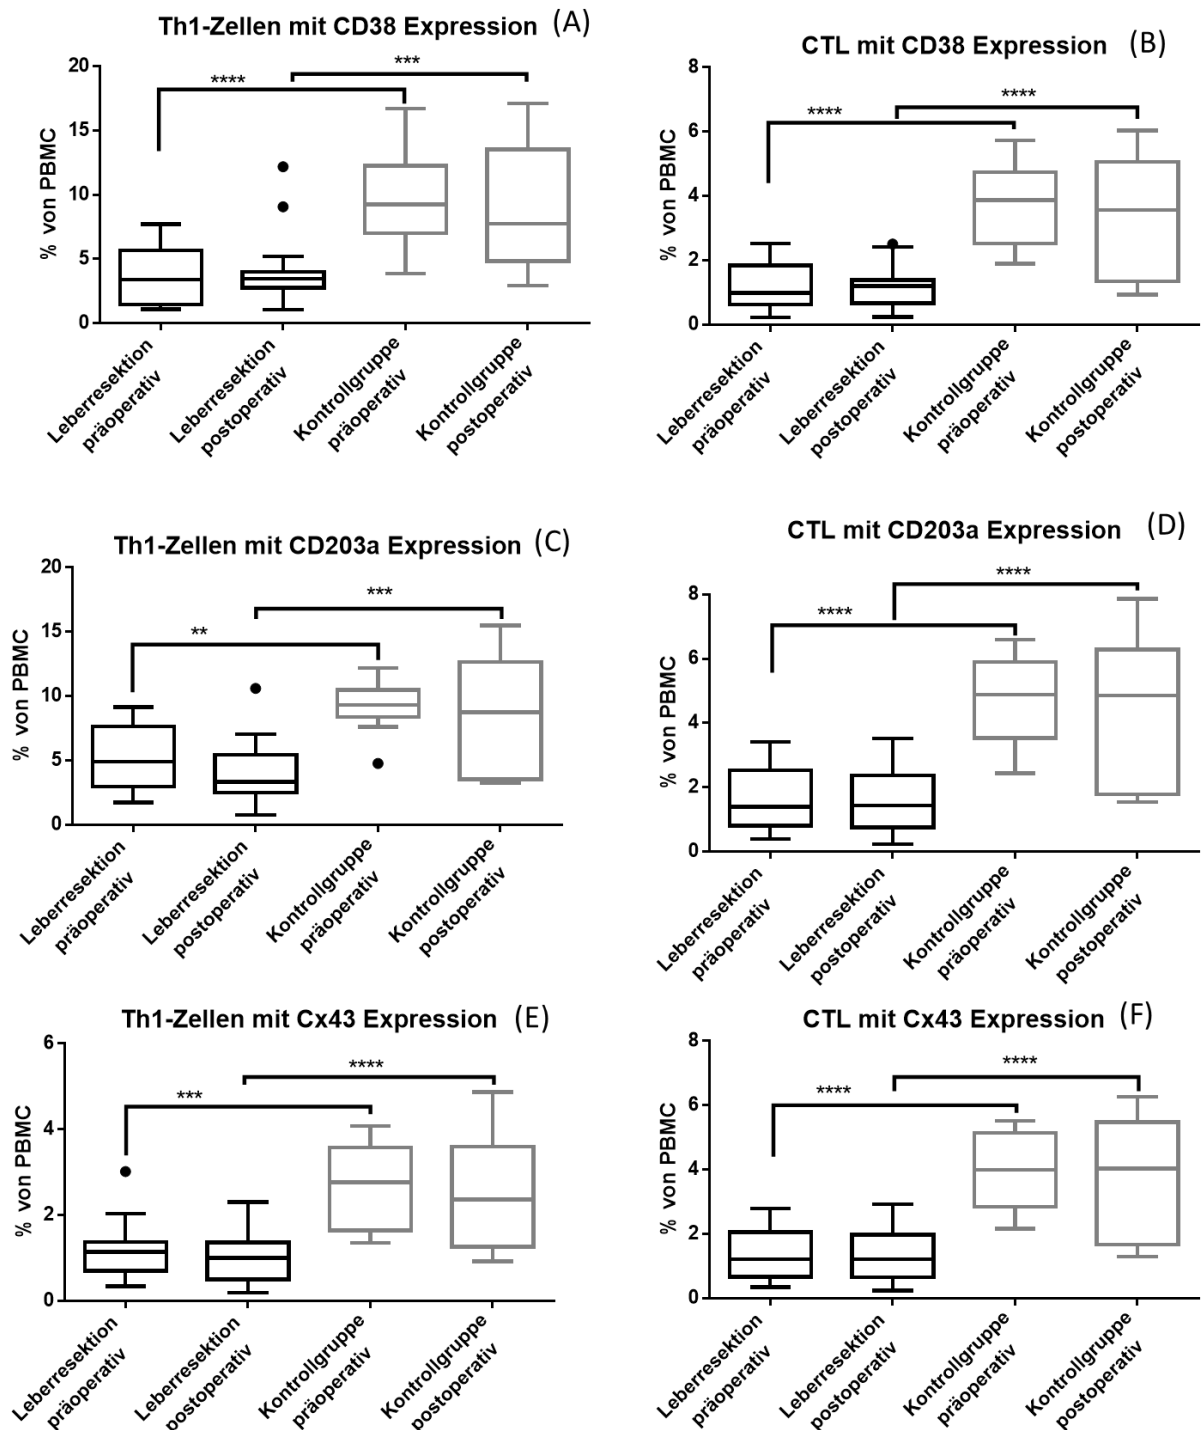 Th1-Zellen mit CD38 Expression (A)
****
***
% von PBMC
20
15
10
5
0
Leberresektion
präoperativ
Leberresektion
postoperativ
Kontrollgruppe
präoperativ
Kontrollgruppe
postoperativ
CTL mit CD38 Expression (B)
****
****
% von PBMC
8
6
4
2
0
Leberresektion
präoperativ
Leberresektion
postoperativ
Kontrollgruppe
präoperativ
Kontrollgruppe
postoperativ
Th1-Zellen mit CD203a Expression (C)
**
***
% von PBMC
20
15
10
5
0
Leberresektion
präoperativ
Leberresektion
postoperativ
Kontrollgruppe
präoperativ
Kontrollgruppe
postoperativ
CTL mit CD203a Expression (D)
****
****
% von PBMC
8
6
4
2
0
Leberresektion
präoperativ
Leberresektion
postoperativ
Kontrollgruppe
präoperativ
Kontrollgruppe
postoperativ
Th1-Zellen mit Cx43 Expression (E)
***
****
% von PBMC
6
4
2
0
Leberresektion
präoperativ
Leberresektion
postoperativ
Kontrollgruppe
präoperativ
Kontrollgruppe
postoperativ
CTL mit Cx43 Expression (F)
****
****
% von PBMC
8
6
4
2
0
Leberresektion
präoperativ
Leberresektion
postoperativ
Kontrollgruppe
präoperativ
Kontrollgruppe
postoperativ